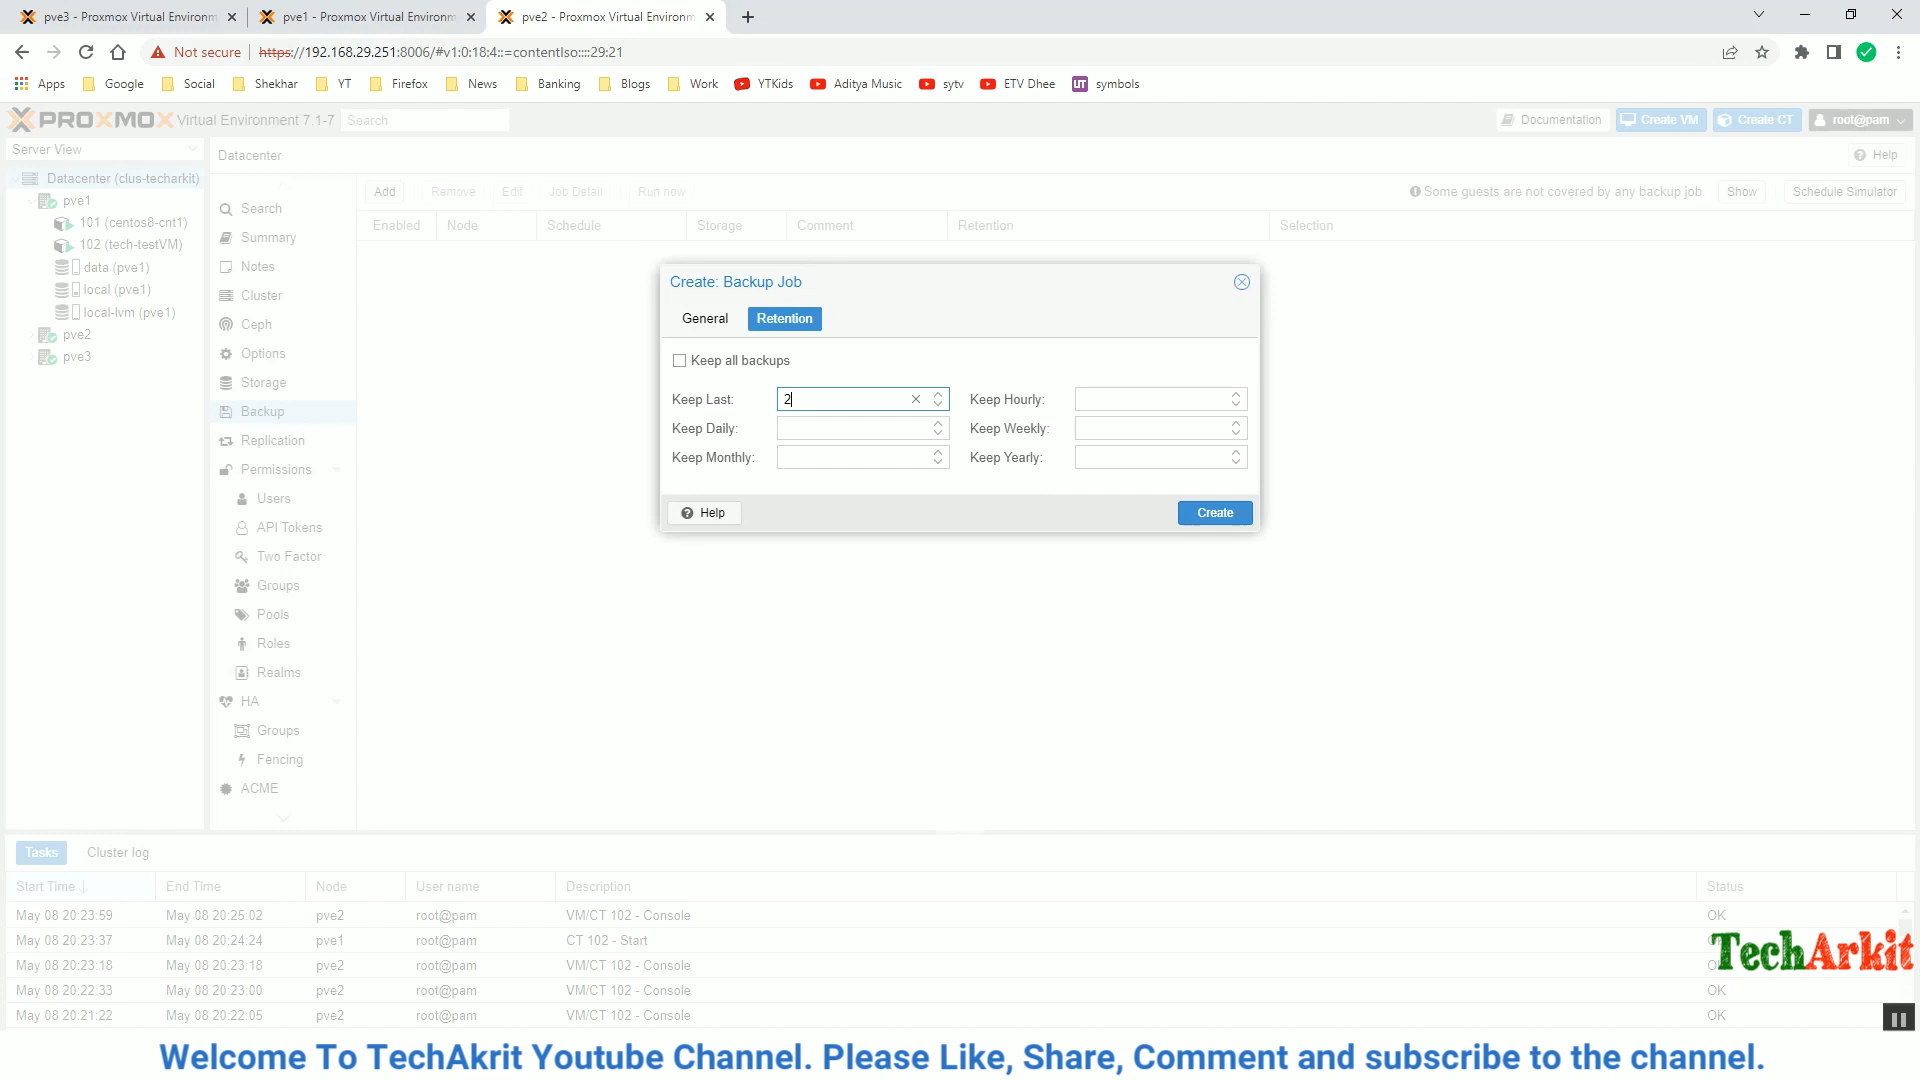 pve3 - Proxmox Virtual Environm
pve1 - Proxmox Virtual Environm
pve2 - Proxmox Virtual Environm
Not secure
https://192.168.29.251:8006/#v1:0:18:4::=contentIso::::29:21
Apps
Google
Social
Shekhar
YT
Firefox
News
Banking
Blogs
Work
YTKids
Aditya Music
sytv
ETV Dhee
symbols
PROXMOX Virtual Environment 7.1-7
Search
Documentation
Create VM
Create CT
root@pam
Server View
Datacenter
Help
Datacenter (clus-techarkit)
pve1
101 (centos8-cnt1)
102 (tech-testVM)
data (pve1)
local (pve1)
local-lvm (pve1)
pve2
pve3
Search
Summary
Notes
Cluster
Ceph
Options
Storage
Backup
Replication
Permissions
Users
API Tokens
Two Factor
Groups
Pools
Roles
Realms
HA
Groups
Fencing
ACME
Add
Remove
Edit
Job Detail
Run now
Some guests are not covered by any backup job.
Show
Schedule Simulator
Enabled
Node
Schedule
Storage
Comment
Retention
Selection
Create: Backup Job
General
Retention
Keep all backups
Keep Last: 2
Keep Hourly:
Keep Daily:
Keep Weekly:
Keep Monthly:
Keep Yearly:
Help
Create
Tasks
Cluster log
Start Time End Time Node User name Description Status
May 08 20:23:59 May 08 20:25:02 pve2 root@pam VM/CT 102 - Console OK
May 08 20:23:37 May 08 20:24:24 pve1 root@pam CT 102 - Start
May 08 20:23:18 May 08 20:23:18 pve2 root@pam VM/CT 102 - Console
May 08 20:22:33 May 08 20:23:00 pve2 root@pam VM/CT 102 - Console OK
May 08 20:21:22 May 08 20:22:05 pve2 root@pam VM/CT 102 - Console OK
TechArkit
Welcome To TechAkrit Youtube Channel. Please Like, Share, Comment and subscribe to the channel.